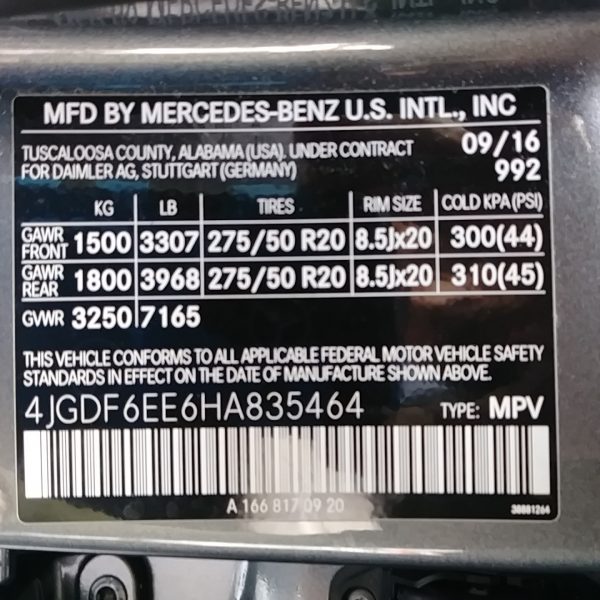 MFD BY MERCEDES-BENZ U.S. INTL., INC
TUSCALOOSA COUNTY, ALABAMA (USA). UNDER CONTRACT 09/16
FOR DAIMLER AG, STUTTGART (GERMANY) 992
KG LB TIRES RIM SIZE COLD KPA (PSI)
GAWR FRONT 1500 3307 275/50 R20 8.5Jx20 300(44)
GAWR REAR 1800 3968 275/50 R20 8.5Jx20 310(45)
GVWR 3250 7165
THIS VEHICLE CONFORMS TO ALL APPLICABLE FEDERAL MOTOR VEHICLE SAFETY
STANDARDS IN EFFECT ON THE DATE OF MANUFACTURE SHOWN ABOVE.
4JGDF6EE6HA835464 TYPE: MPV
A 166 817 09 20 38881264